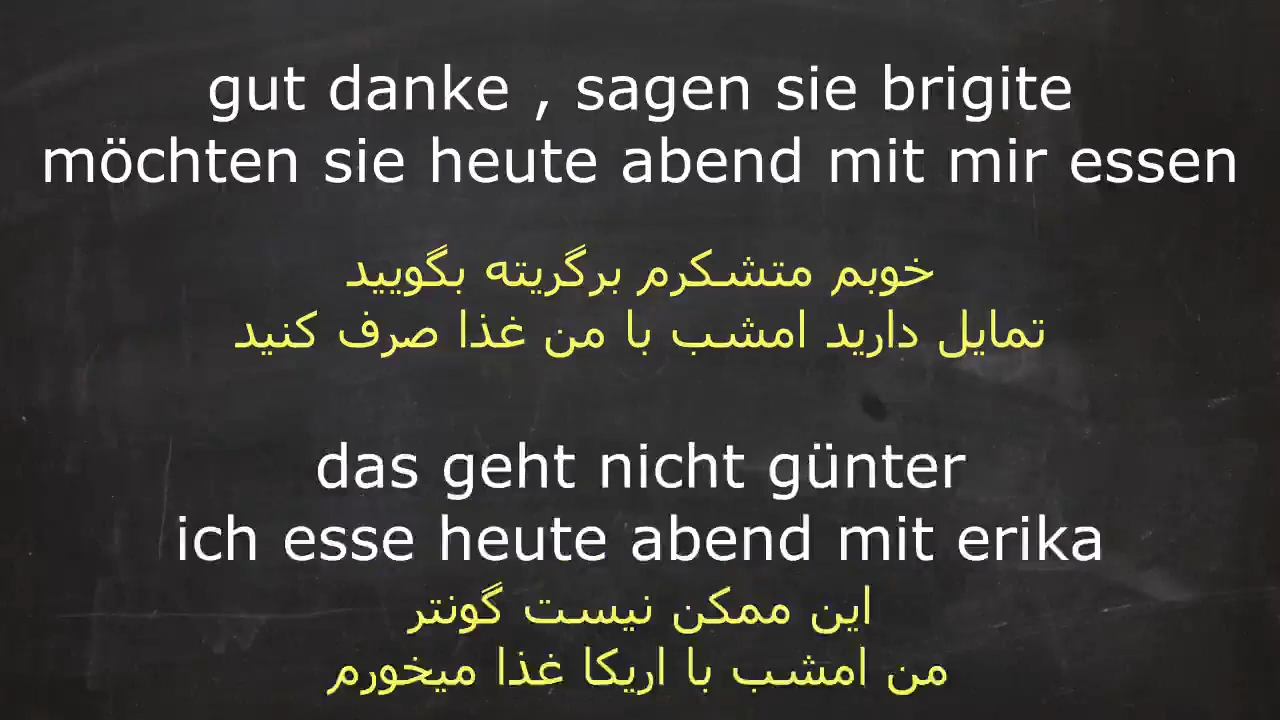 gut danke , sagen sie brigite
möchten sie heute abend mit mir essen
خوبم متشکرم برگریته بگویید
تمایل دارید امشب با من غذا صرف کنید
das geht nicht günter
ich esse heute abend mit erika
این ممکن نیست گونتر
من امشب با اریکا غذا میخورم